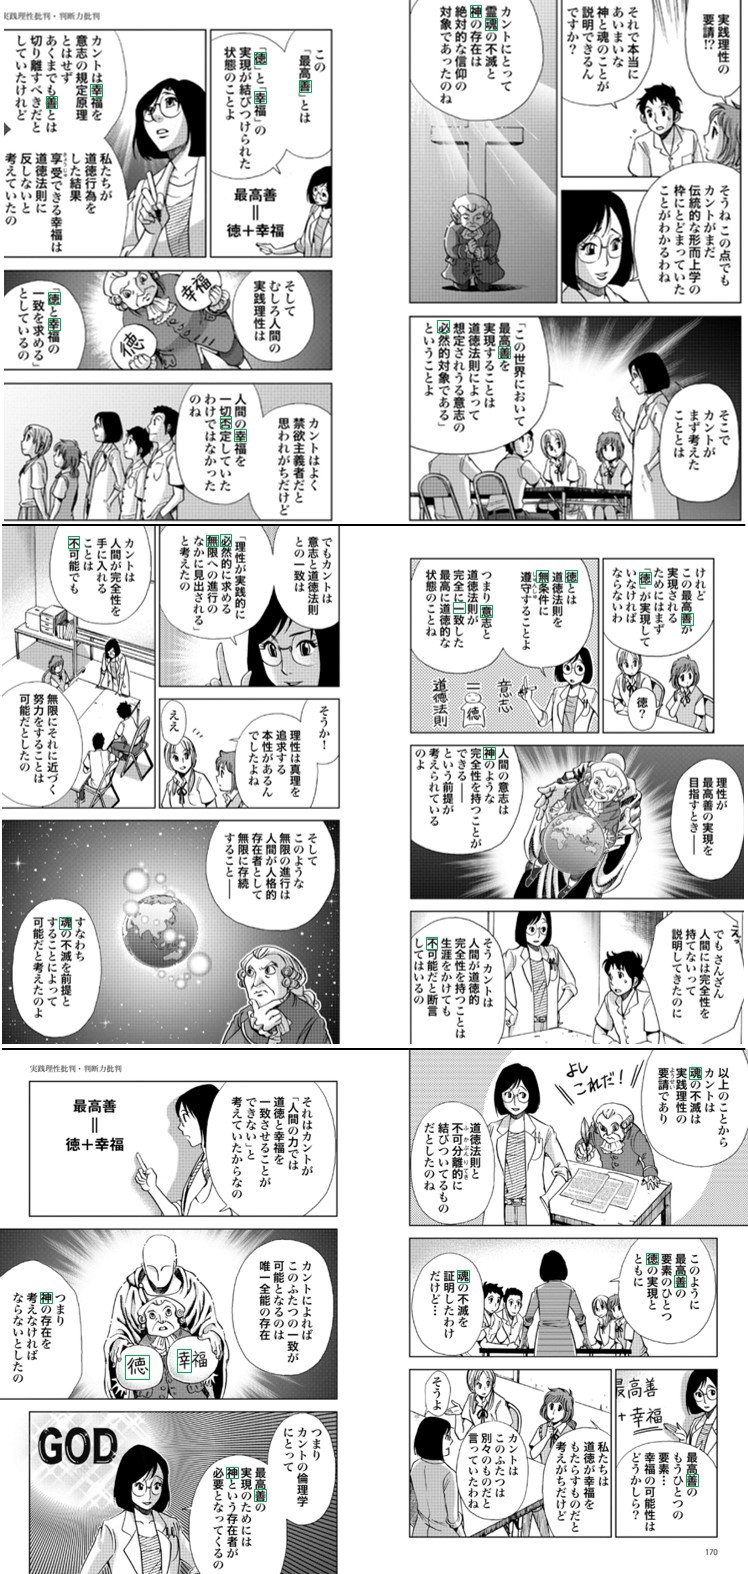 実践理性の
要請!?
それで本当に
あいまいな
神と魂のことが
説明できるん
ですか?
そうね この点でも
カントがまだ
伝統的な形而上学の
枠にとどまっていた
ことがわかるわね
カントにとって
霊魂の不滅と
神の存在は
絶対的な信仰の
対象であったのね
そこで
カントが
まず考えた
こととは
「この世界において
最高善を
実現することは
道徳法則によって
想定されうる意志の
必然的対象である」
ということよ
実践理性批判・判断力批判
この
「最高善」とは
「徳」と「幸福」の
実現が結びつけられた
状態のことよ
最高善
||
徳+幸福
カントは幸福を
意志の規定原理
とはせず
あくまでも善とは
切り離すべきだと
していたけれど
私たちが
道徳行為を
した結果
享受できる幸福は
道徳法則に
反しないと
考えていたの
そして
むしろ人間の
実践理性は
幸福
徳
「徳と幸福の
一致を求める」
としているの
カントはよく
禁欲主義者だと
思われがちだけど
人間の幸福を
一切否定していた
わけではなかった
のね
けれど
この最高善が
実現される
ためにはまず
「徳」が実現して
いなければ
ならないわ
徳?
徳とは
道徳法則を
無条件に
遵守することよ
つまり意志と
道徳法則が
完全に一致した
最高に道徳的な
状態のことね
意志
=
徳
=
道徳法則
理性が
最高善の実現を
目指すとき──
人間の意志は
神のような
完全性を持つことが
できる──
という前提が
考えられている
のよ
えっ
でもさんざん
人間には完全性を
持てないって
説明してきたのに
そう カントは
人間が道徳的
完全性を持つことは
生涯をかけても
不可能だと断言
してはいるの
でもカントは
意志と道徳法則
との一致は
「理性が実践的に
必然的に求める
無限への進行の
なかに見出される」
と考えたの
カントは
人間が完全性を
手に入れる
ことは
不可能でも
無限にそれに近づく
努力をすることは
可能だとしたの
そうか!
理性は真理を
追求する
本性があるん
でしたよね
ええ
そして
このような
無限の進行は
人間が人格的
存在者として
無限に存続
すること──
すなわち
魂の不滅を前提と
することによって
可能だと考えたのよ
以上のことから
カントは
魂の不滅は
実践理性の
要請であり
よし
これだ!
道徳法則と
不可分離的に
結びついてるもの
だとしたのね
このように
最高善の
要素のひとつ
徳の実現と
ともに
魂の不滅を
証明したわけ
だけど…
最高善
+幸福
最高善の
もうひとつの
要素…
幸福の可能性は
どうかしら?
私たちは
道徳が幸福を
もたらすものだと
考えがちだけど
カントは
このふたつは
別々のものだと
言っていたわね
そうよ
170
実践理性批判・判断力批判
それはカントが
「人間の力では
道徳と幸福を
一致させることが
できない」と
考えていたからなの
最高善
||
徳+幸福
カントによれば
このふたつの一致が
可能となるのは
唯一全能の存在
幸福
徳
つまり
神の存在を
考えなければ
ならないとしたの
GOD
つまり
カントの倫理学
にとって
最高善の
実現のためには
神という存在者が
必要となってくるの